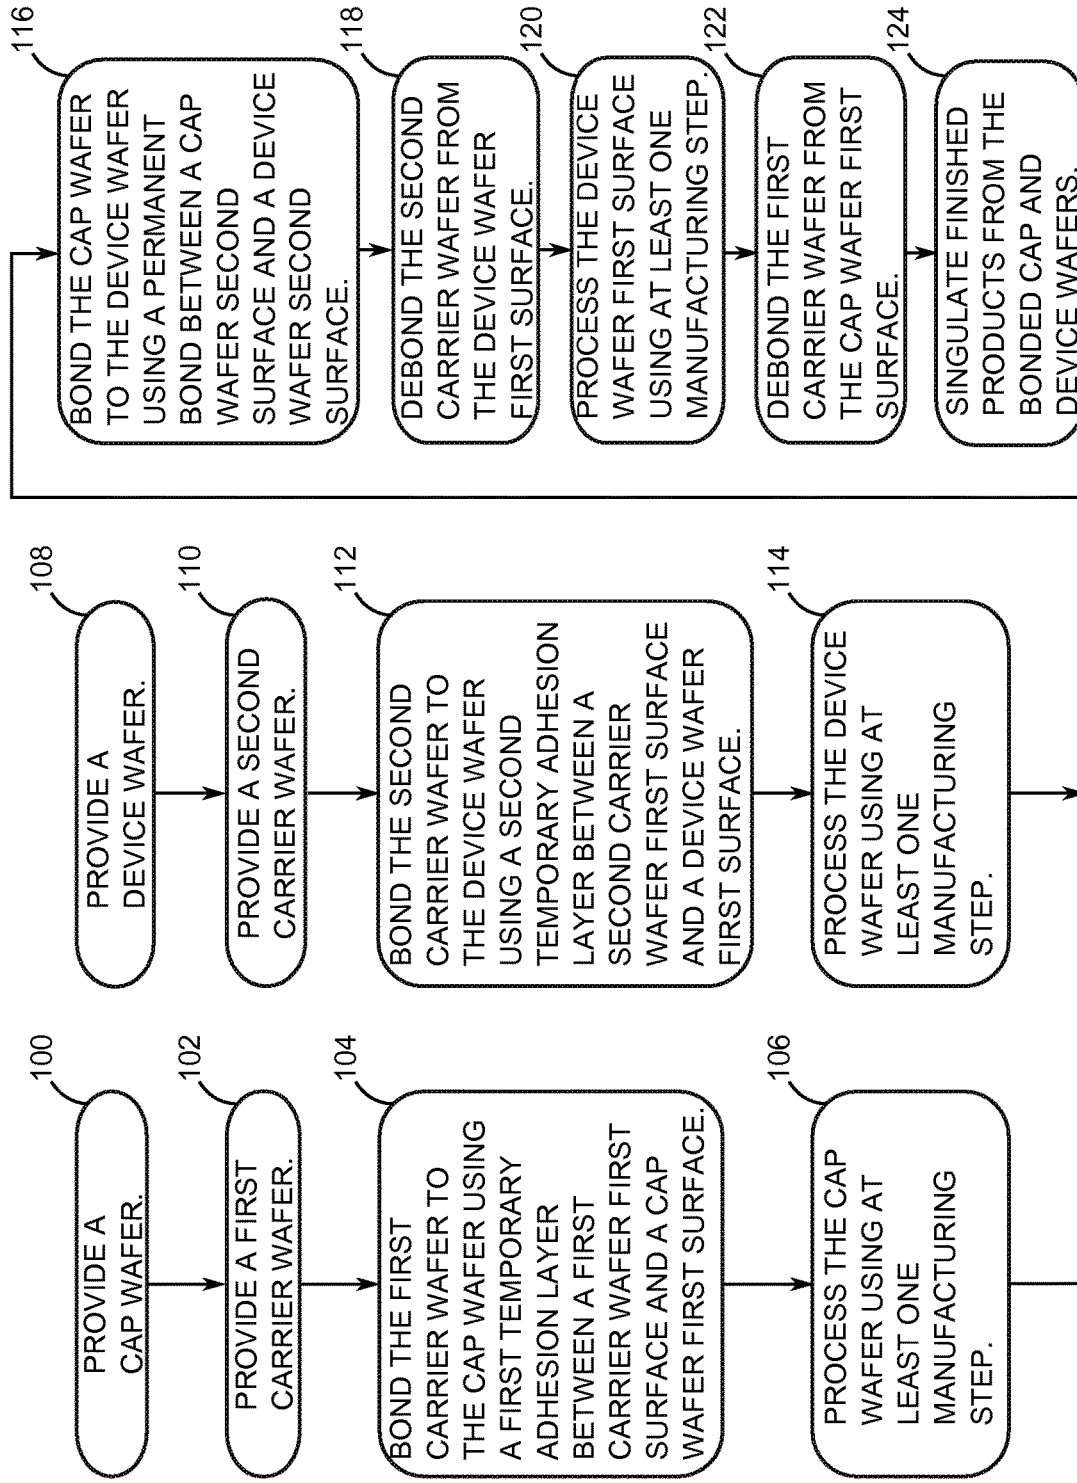 100
PROVIDE A
CAP WAFER.
102
PROVIDE A FIRST
CARRIER WAFER.
104
BOND THE FIRST
CARRIER WAFER TO
THE CAP WAFER USING
A FIRST TEMPORARY
ADHESION LAYER
BETWEEN A FIRST
CARRIER WAFER FIRST
SURFACE AND A CAP
WAFER FIRST SURFACE.
106
PROCESS THE CAP
WAFER USING AT
LEAST ONE
MANUFACTURING
STEP.
108
PROVIDE A
DEVICE WAFER.
110
PROVIDE A SECOND
CARRIER WAFER.
112
BOND THE SECOND
CARRIER WAFER TO
THE DEVICE WAFER
USING A SECOND
TEMPORARY ADHESION
LAYER BETWEEN A
SECOND CARRIER
WAFER FIRST SURFACE
AND A DEVICE WAFER
FIRST SURFACE.
114
PROCESS THE DEVICE
WAFER USING AT
LEAST ONE
MANUFACTURING
STEP.
116
BOND THE CAP WAFER
TO THE DEVICE WAFER
USING A PERMANENT
BOND BETWEEN A CAP
WAFER SECOND
SURFACE AND A DEVICE
WAFER SECOND
SURFACE.
118
DEBOND THE SECOND
CARRIER WAFER FROM
THE DEVICE WAFER
FIRST SURFACE.
120
PROCESS THE DEVICE
WAFER FIRST SURFACE
USING AT LEAST ONE
MANUFACTURING STEP.
122
DEBOND THE FIRST
CARRIER WAFER FROM
THE CAP WAFER FIRST
SURFACE.
124
SINGULATE FINISHED
PRODUCTS FROM THE
BONDED CAP AND
DEVICE WAFERS.